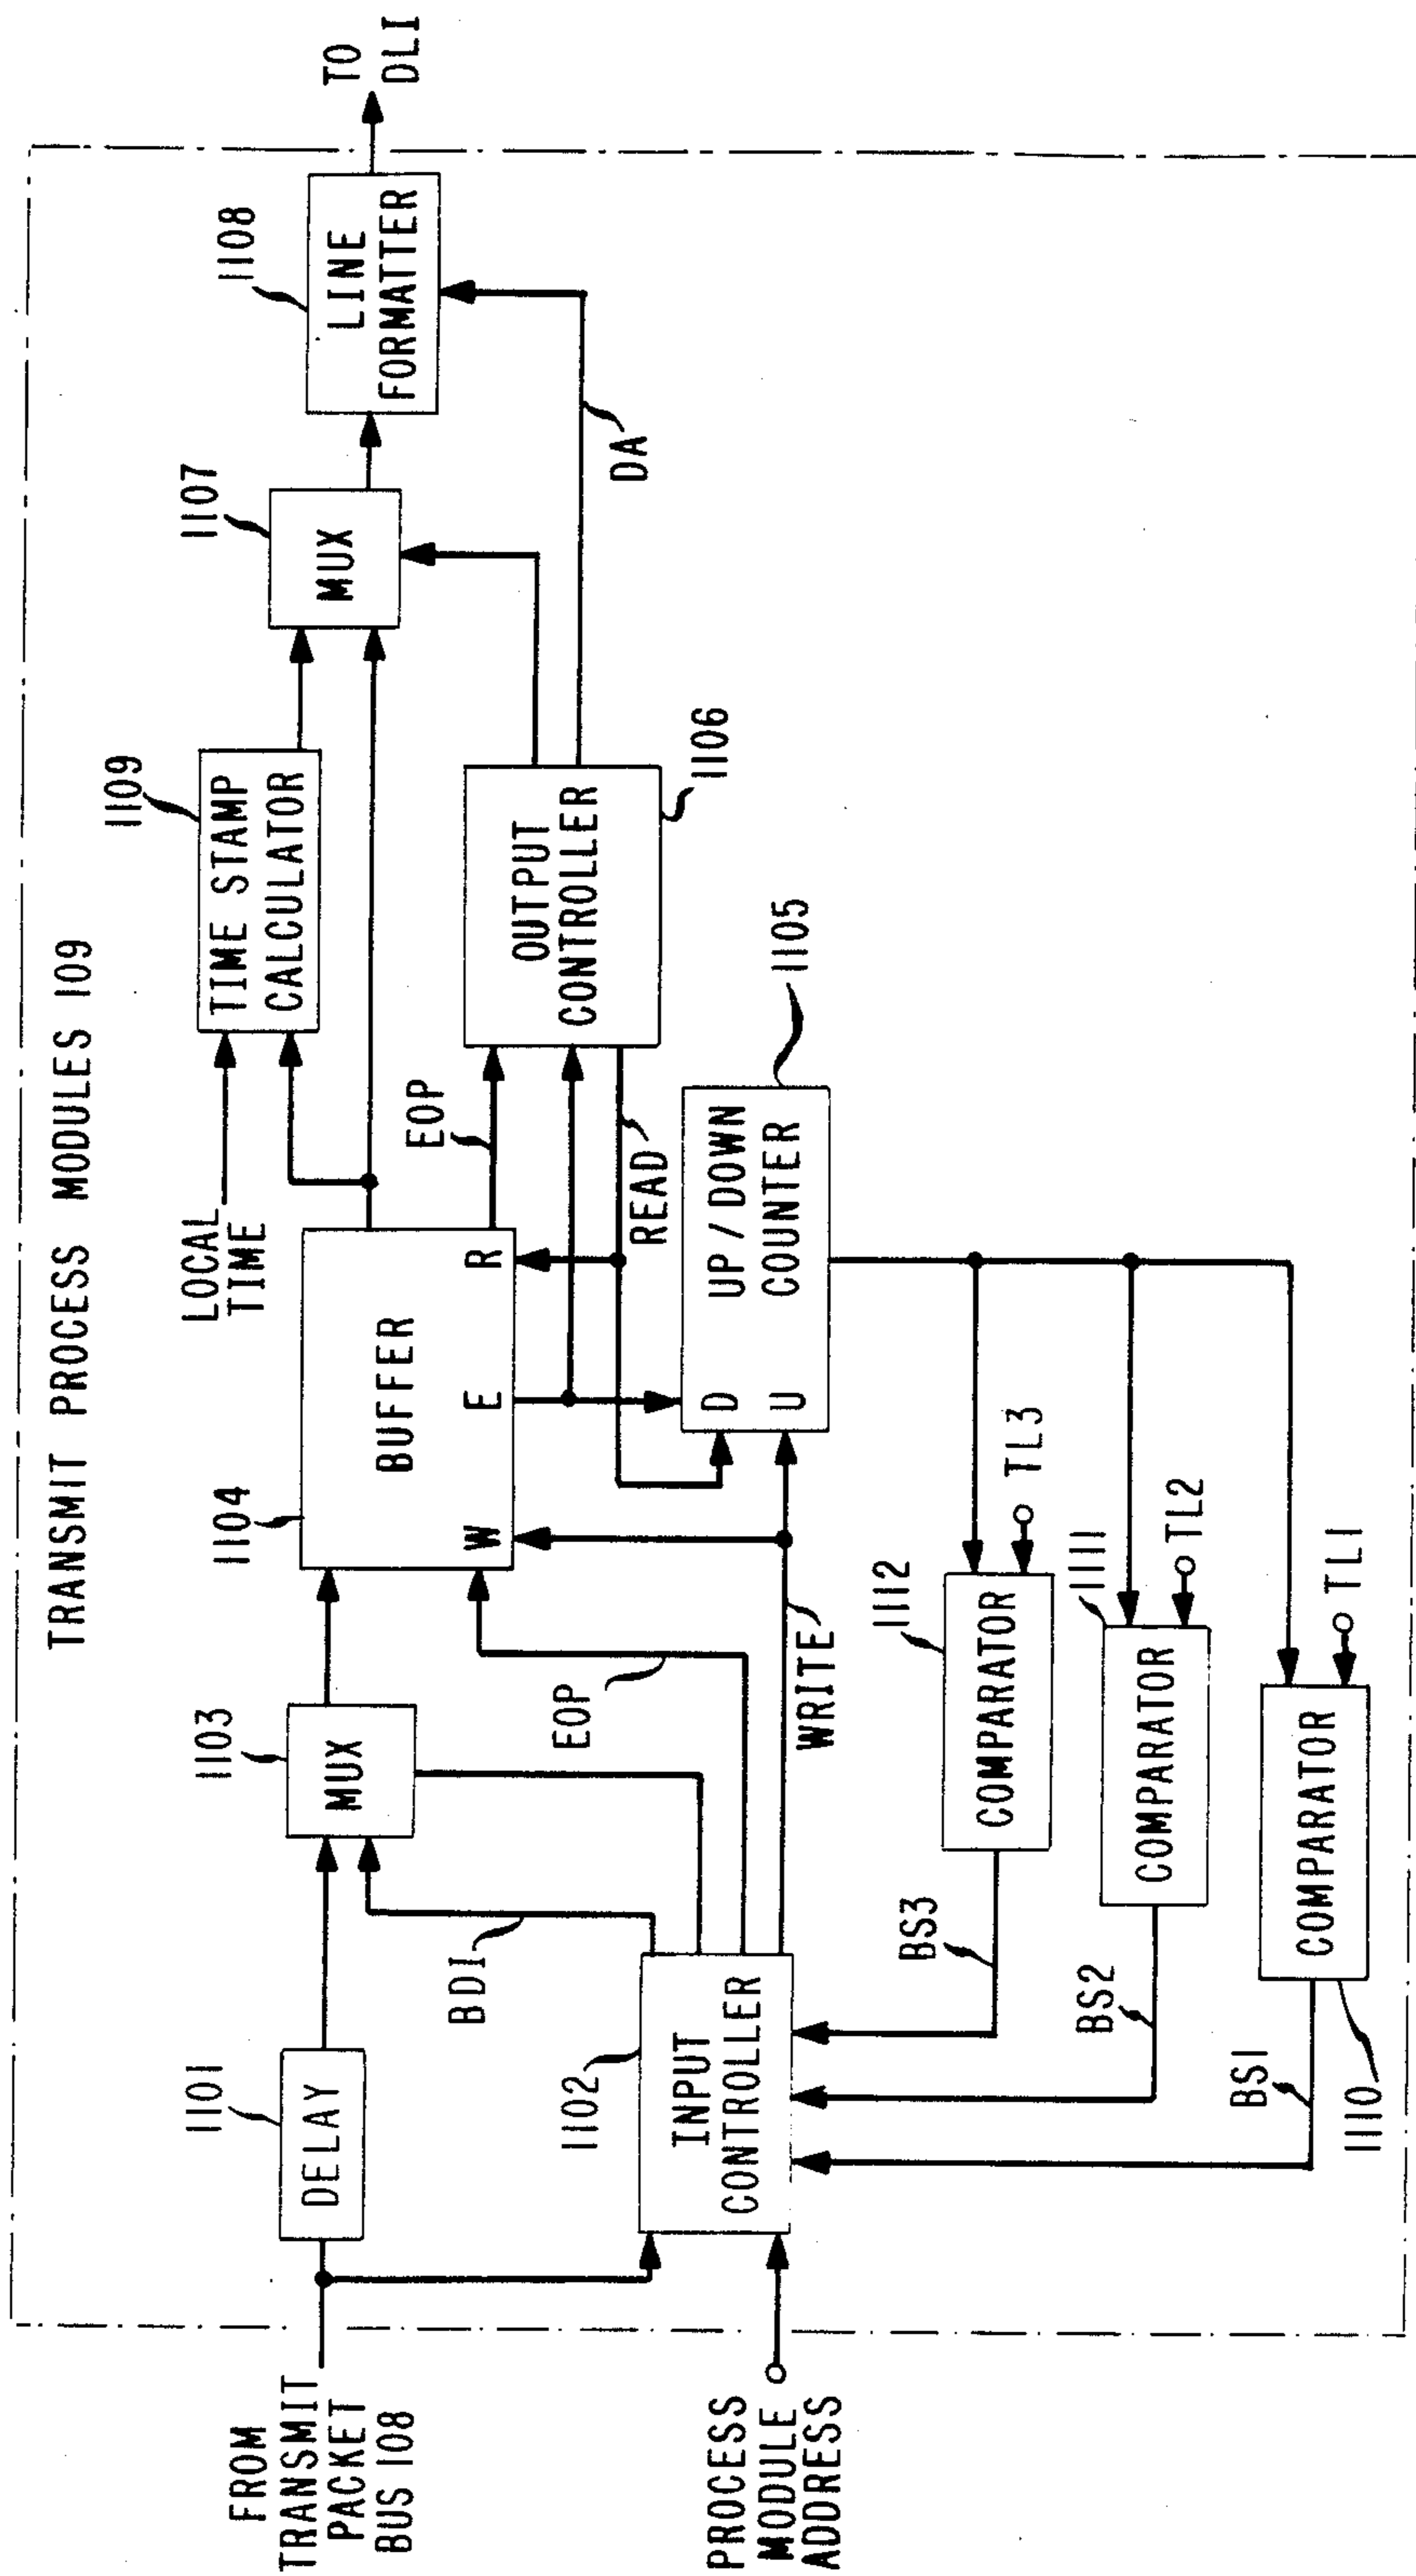 TRANSMIT PROCESS MODULES 109
FROM
TRANSMIT
PACKET
BUS 108
1101
DELAY
1103
MUX
BDI
1104
BUFFER
W
E
R
EOP
LOCAL
TIME
1109
TIME STAMP
CALCULATOR
1107
MUX
1108
LINE
FORMATTER
TO
DLI
PROCESS
MODULE
ADDRESS
1102
INPUT
CONTROLLER
WRITE
EOP
READ
OUTPUT
CONTROLLER
1106
DA
D
U
UP/DOWN
COUNTER
1105
BS3
1112
COMPARATOR
TL3
BS2
1111
COMPARATOR
TL2
BS1
1110
COMPARATOR
TL1